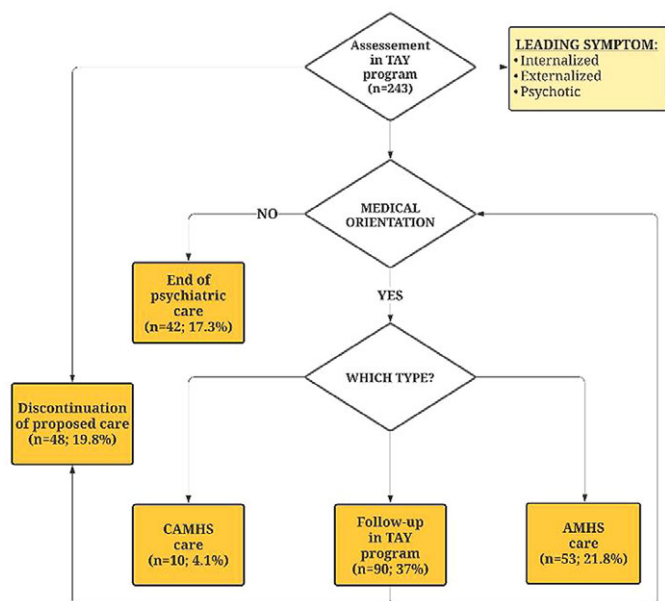 Assessement
in TAY
program
(n=243)
LEADING SYMPTOM:
• Internalized
• Externalized
• Psychotic
MEDICAL
ORIENTATION
NO
End of
psychiatric
care
(n=42; 17.3%)
YES
WHICH TYPE?
Discontinuation
of proposed care
(n=48; 19.8%)
CAMHS
care
(n=10; 4.1%)
Follow-up
in TAY
program
(n=90; 37%)
AMHS
care
(n=53; 21.8%)